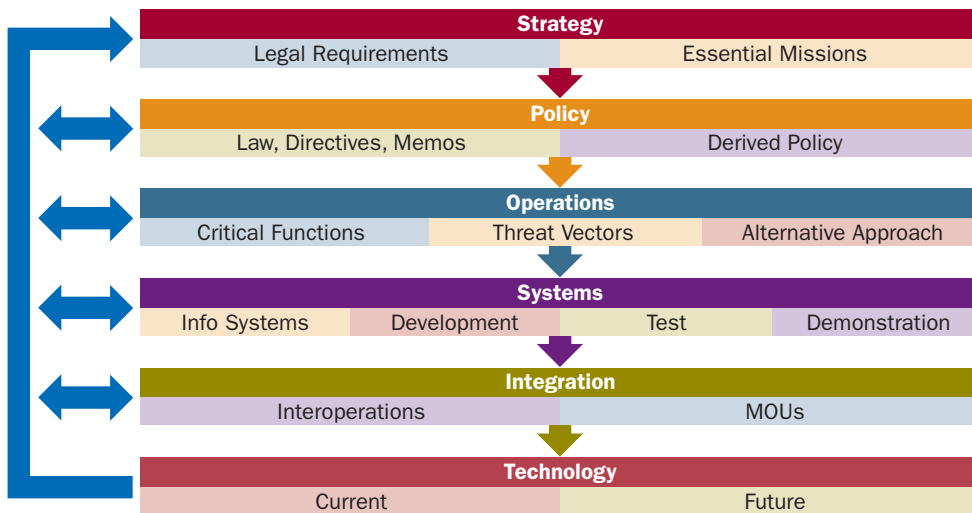 Strategy
Legal Requirements Essential Missions
Policy
Law, Directives, Memos Derived Policy
Operations
Critical Functions Threat Vectors Alternative Approach
Systems
Info Systems Development Test Demonstration
Integration
Interoperations MOUs
Technology
Current Future